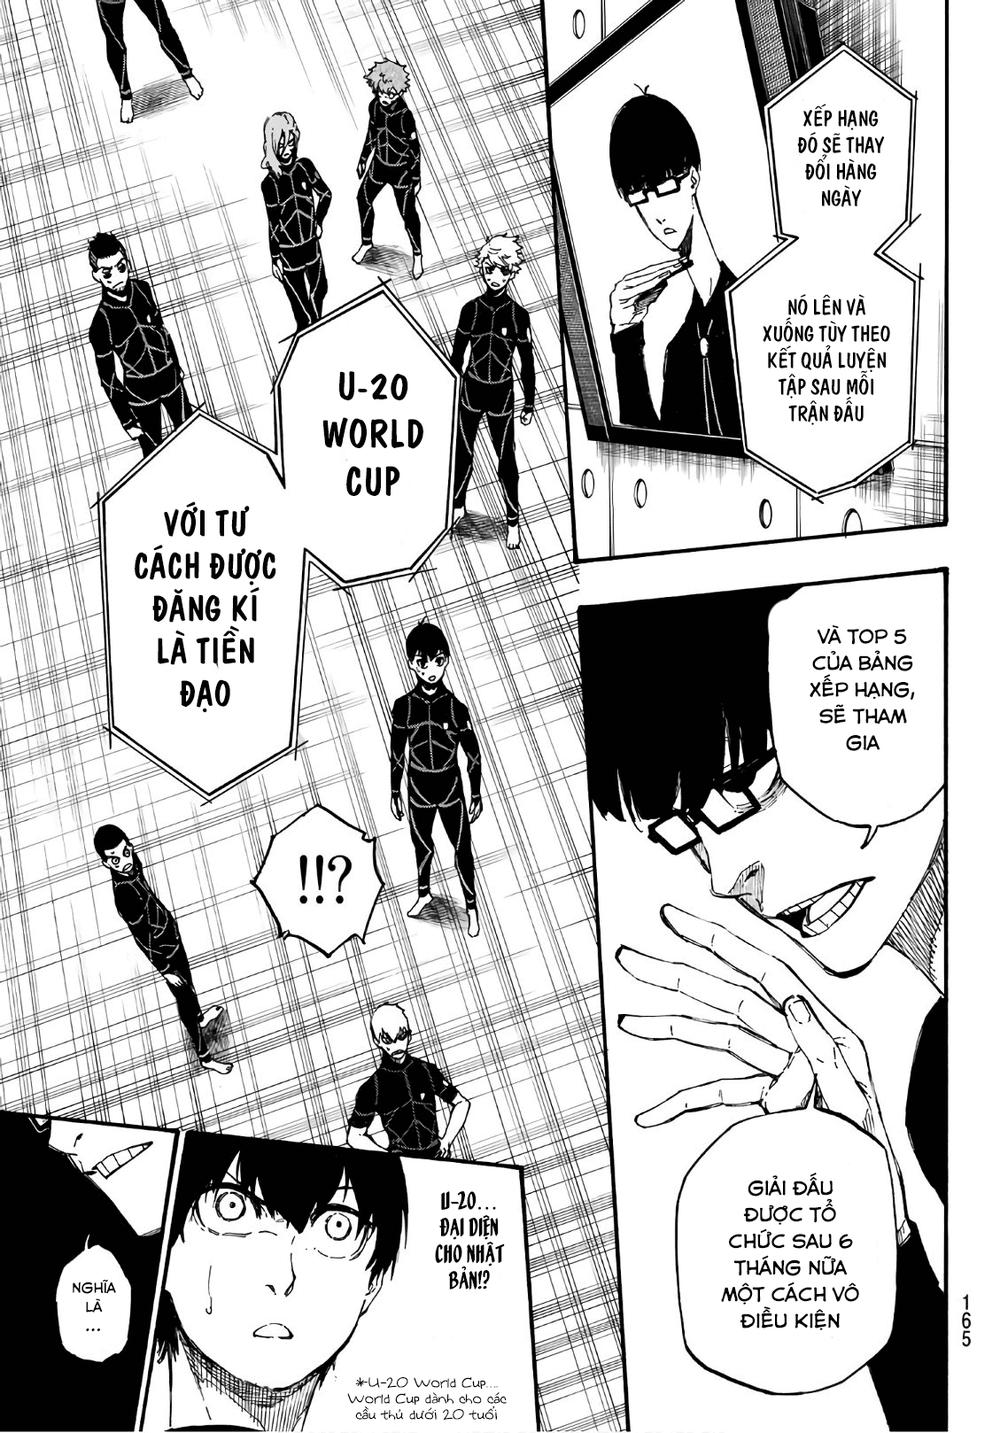 XẾP HẠNG
ĐÓ SẼ THAY
ĐỔI HÀNG
NGÀY
NÓ LÊN VÀ
XUỐNG TÙY THEO
KẾT QUẢ LUYỆN
TẬP SAU MỖI
TRẬN ĐẤU
VÀ TOP 5
CỦA BẢNG
XẾP HẠNG,
SẼ THAM
GIA
GIẢI ĐẤU
ĐƯỢC TỔ
CHỨC SAU 6
THÁNG NỮA
MỘT CÁCH VÔ
ĐIỀU KIỆN
U-20
WORLD
CUP
VỚI TƯ
CÁCH ĐƯỢC
ĐĂNG KÍ
LÀ TIỀN
ĐẠO
!!?
U-20...
ĐẠI DIỆN
CHO NHẬT
BẢN!?
*U-20 World Cup....
World Cup dành cho các
cầu thủ dưới 20 tuổi
NGHĨA
LÀ
...
165